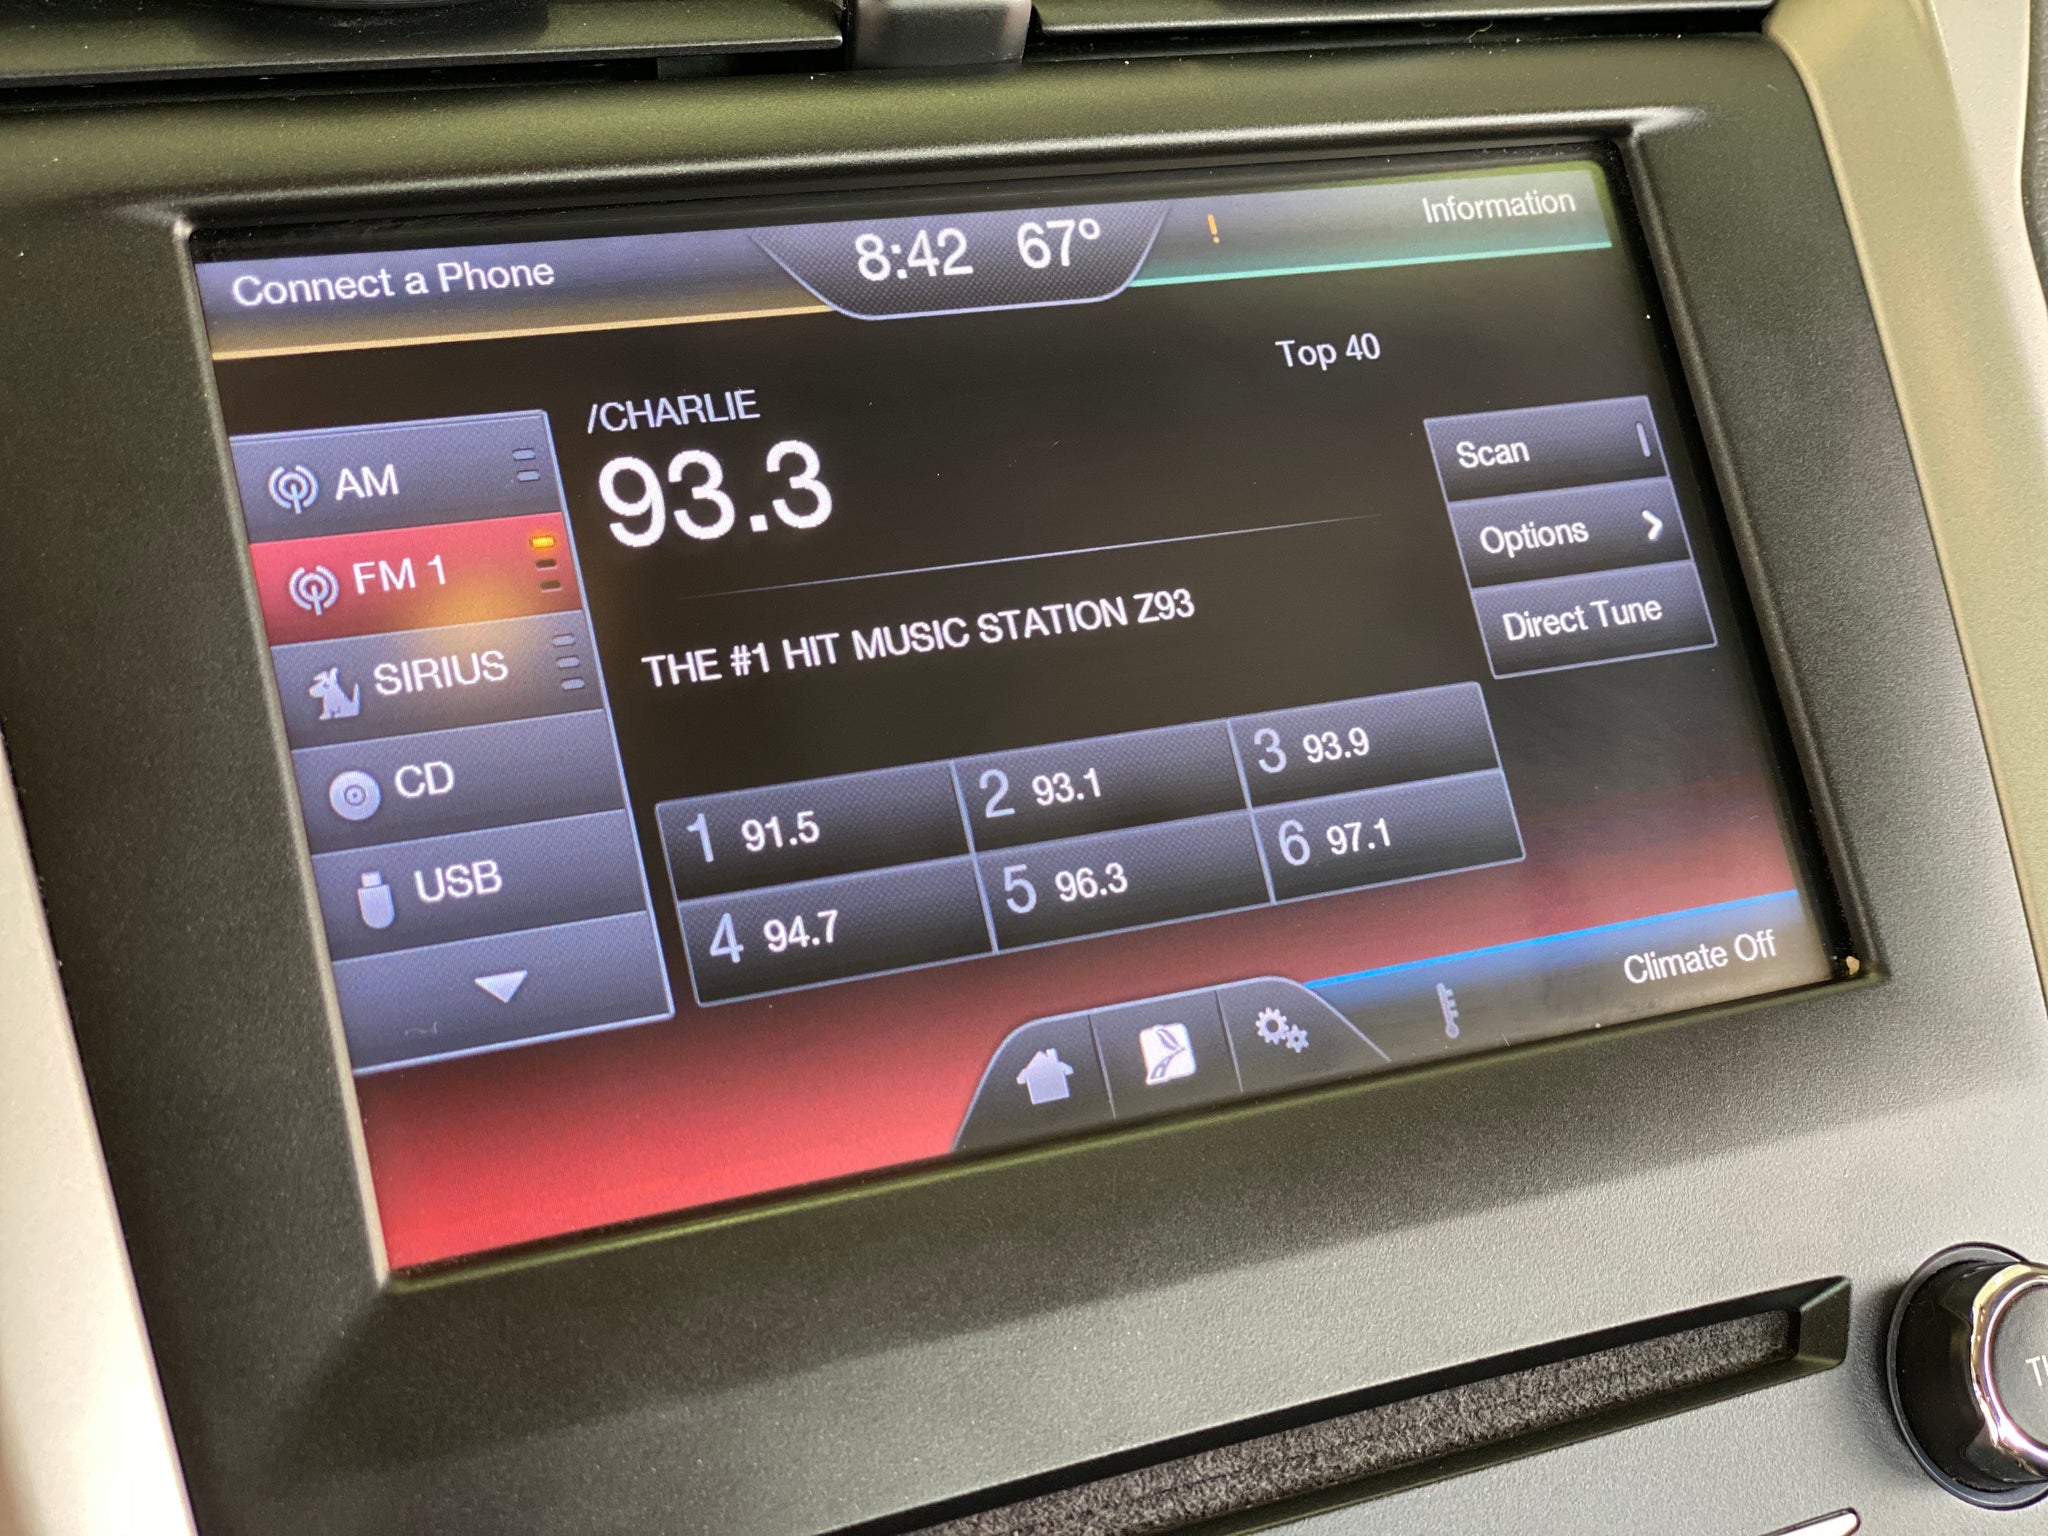 Connect a Phone
8:42 67°
!
Information
Top 40
/CHARLIE
93.3
THE #1 HIT MUSIC STATION Z93
AM
FM 1
SIRIUS
CD
USB
Scan
Options
Direct Tune
1 91.5
2 93.1
3 93.9
4 94.7
5 96.3
6 97.1
Climate Off